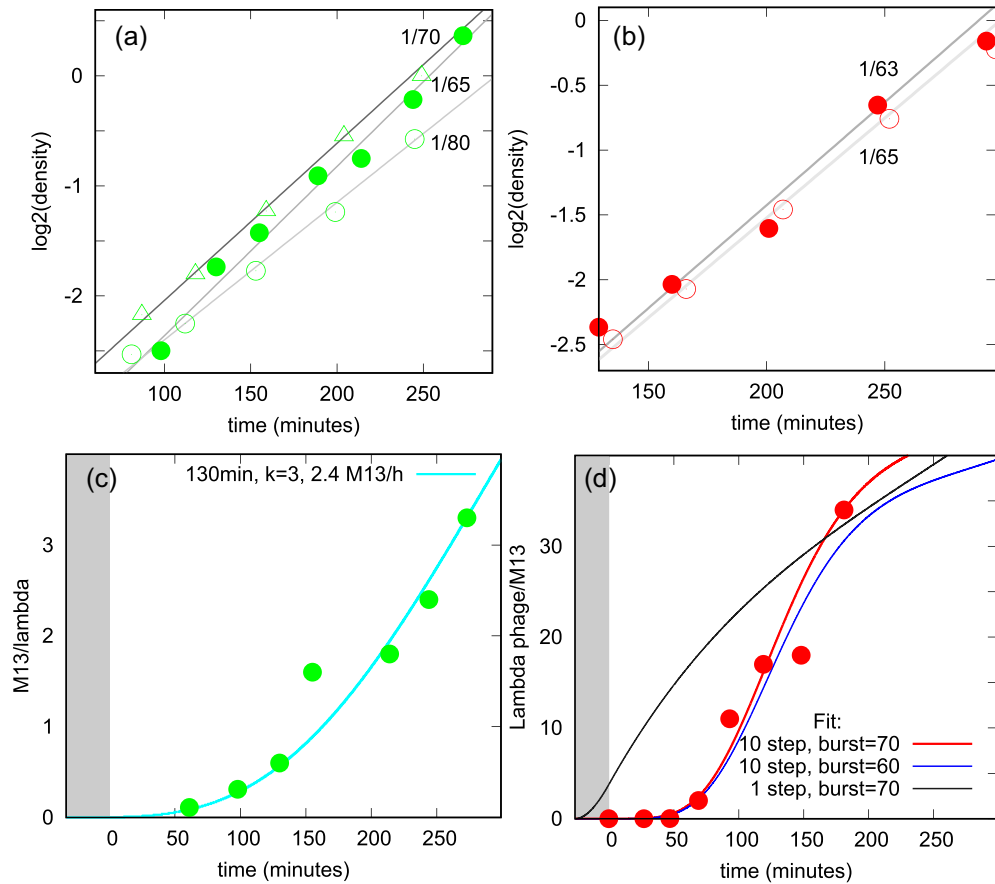 (a)
1/70
1/65
1/80
0
-1
-2
log2(density)
100 150 200 250
time (minutes)
(b)
1/63
1/65
0
-0.5
-1
-1.5
-2
-2.5
log2(density)
150 200 250
time (minutes)
(c)
130min, k=3, 2.4 M13/h
3
2
1
0
M13/lambda
0 50 100 150 200 250
time (minutes)
(d)
30
20
10
0
Lambda phage/M13
Fit:
10 step, burst=70
10 step, burst=60
1 step, burst=70
0 50 100 150 200 250
time (minutes)